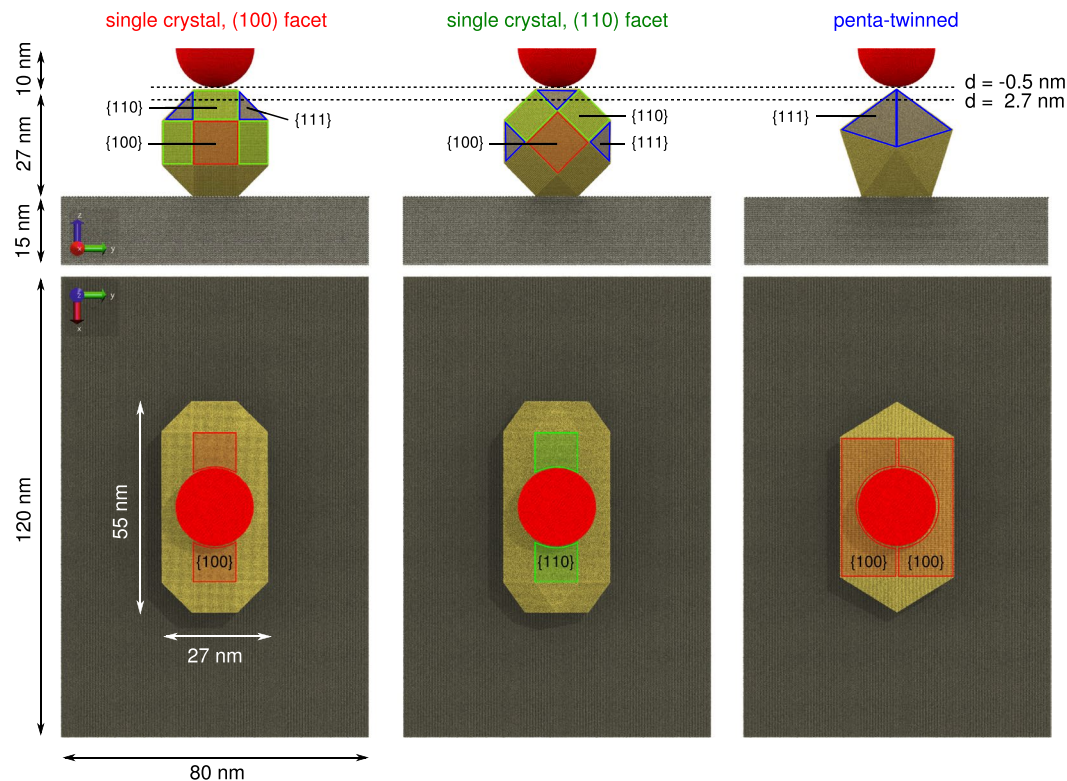 single crystal, (100) facet
single crystal, (110) facet
penta-twinned
10 nm
27 nm
15 nm
d = -0.5 nm
d = 2.7 nm
{110}
{111}
{100}
{110}
{100}
{111}
{111}
z
y
x
z
y
x
120 nm
55 nm
27 nm
{100}
{110}
{100} {100}
80 nm